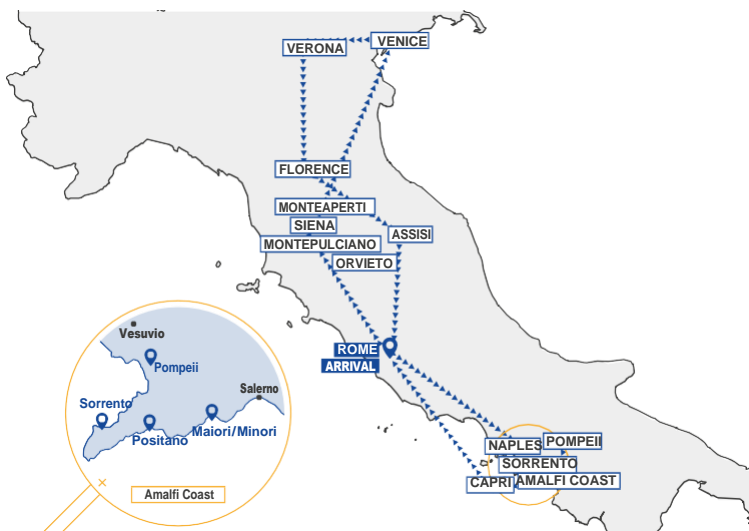 VERONA
VENICE
FLORENCE
MONTEAPERTI
SIENA
ASSISI
MONTEPULCIANO
ORVIETO
ROME
ARRIVAL
Vesuvio
Pompeii
Salerno
Sorrento
Maiori/Minori
Positano
NAPLES
POMPEII
SORRENTO
CAPRI
AMALFI COAST
Amalfi Coast